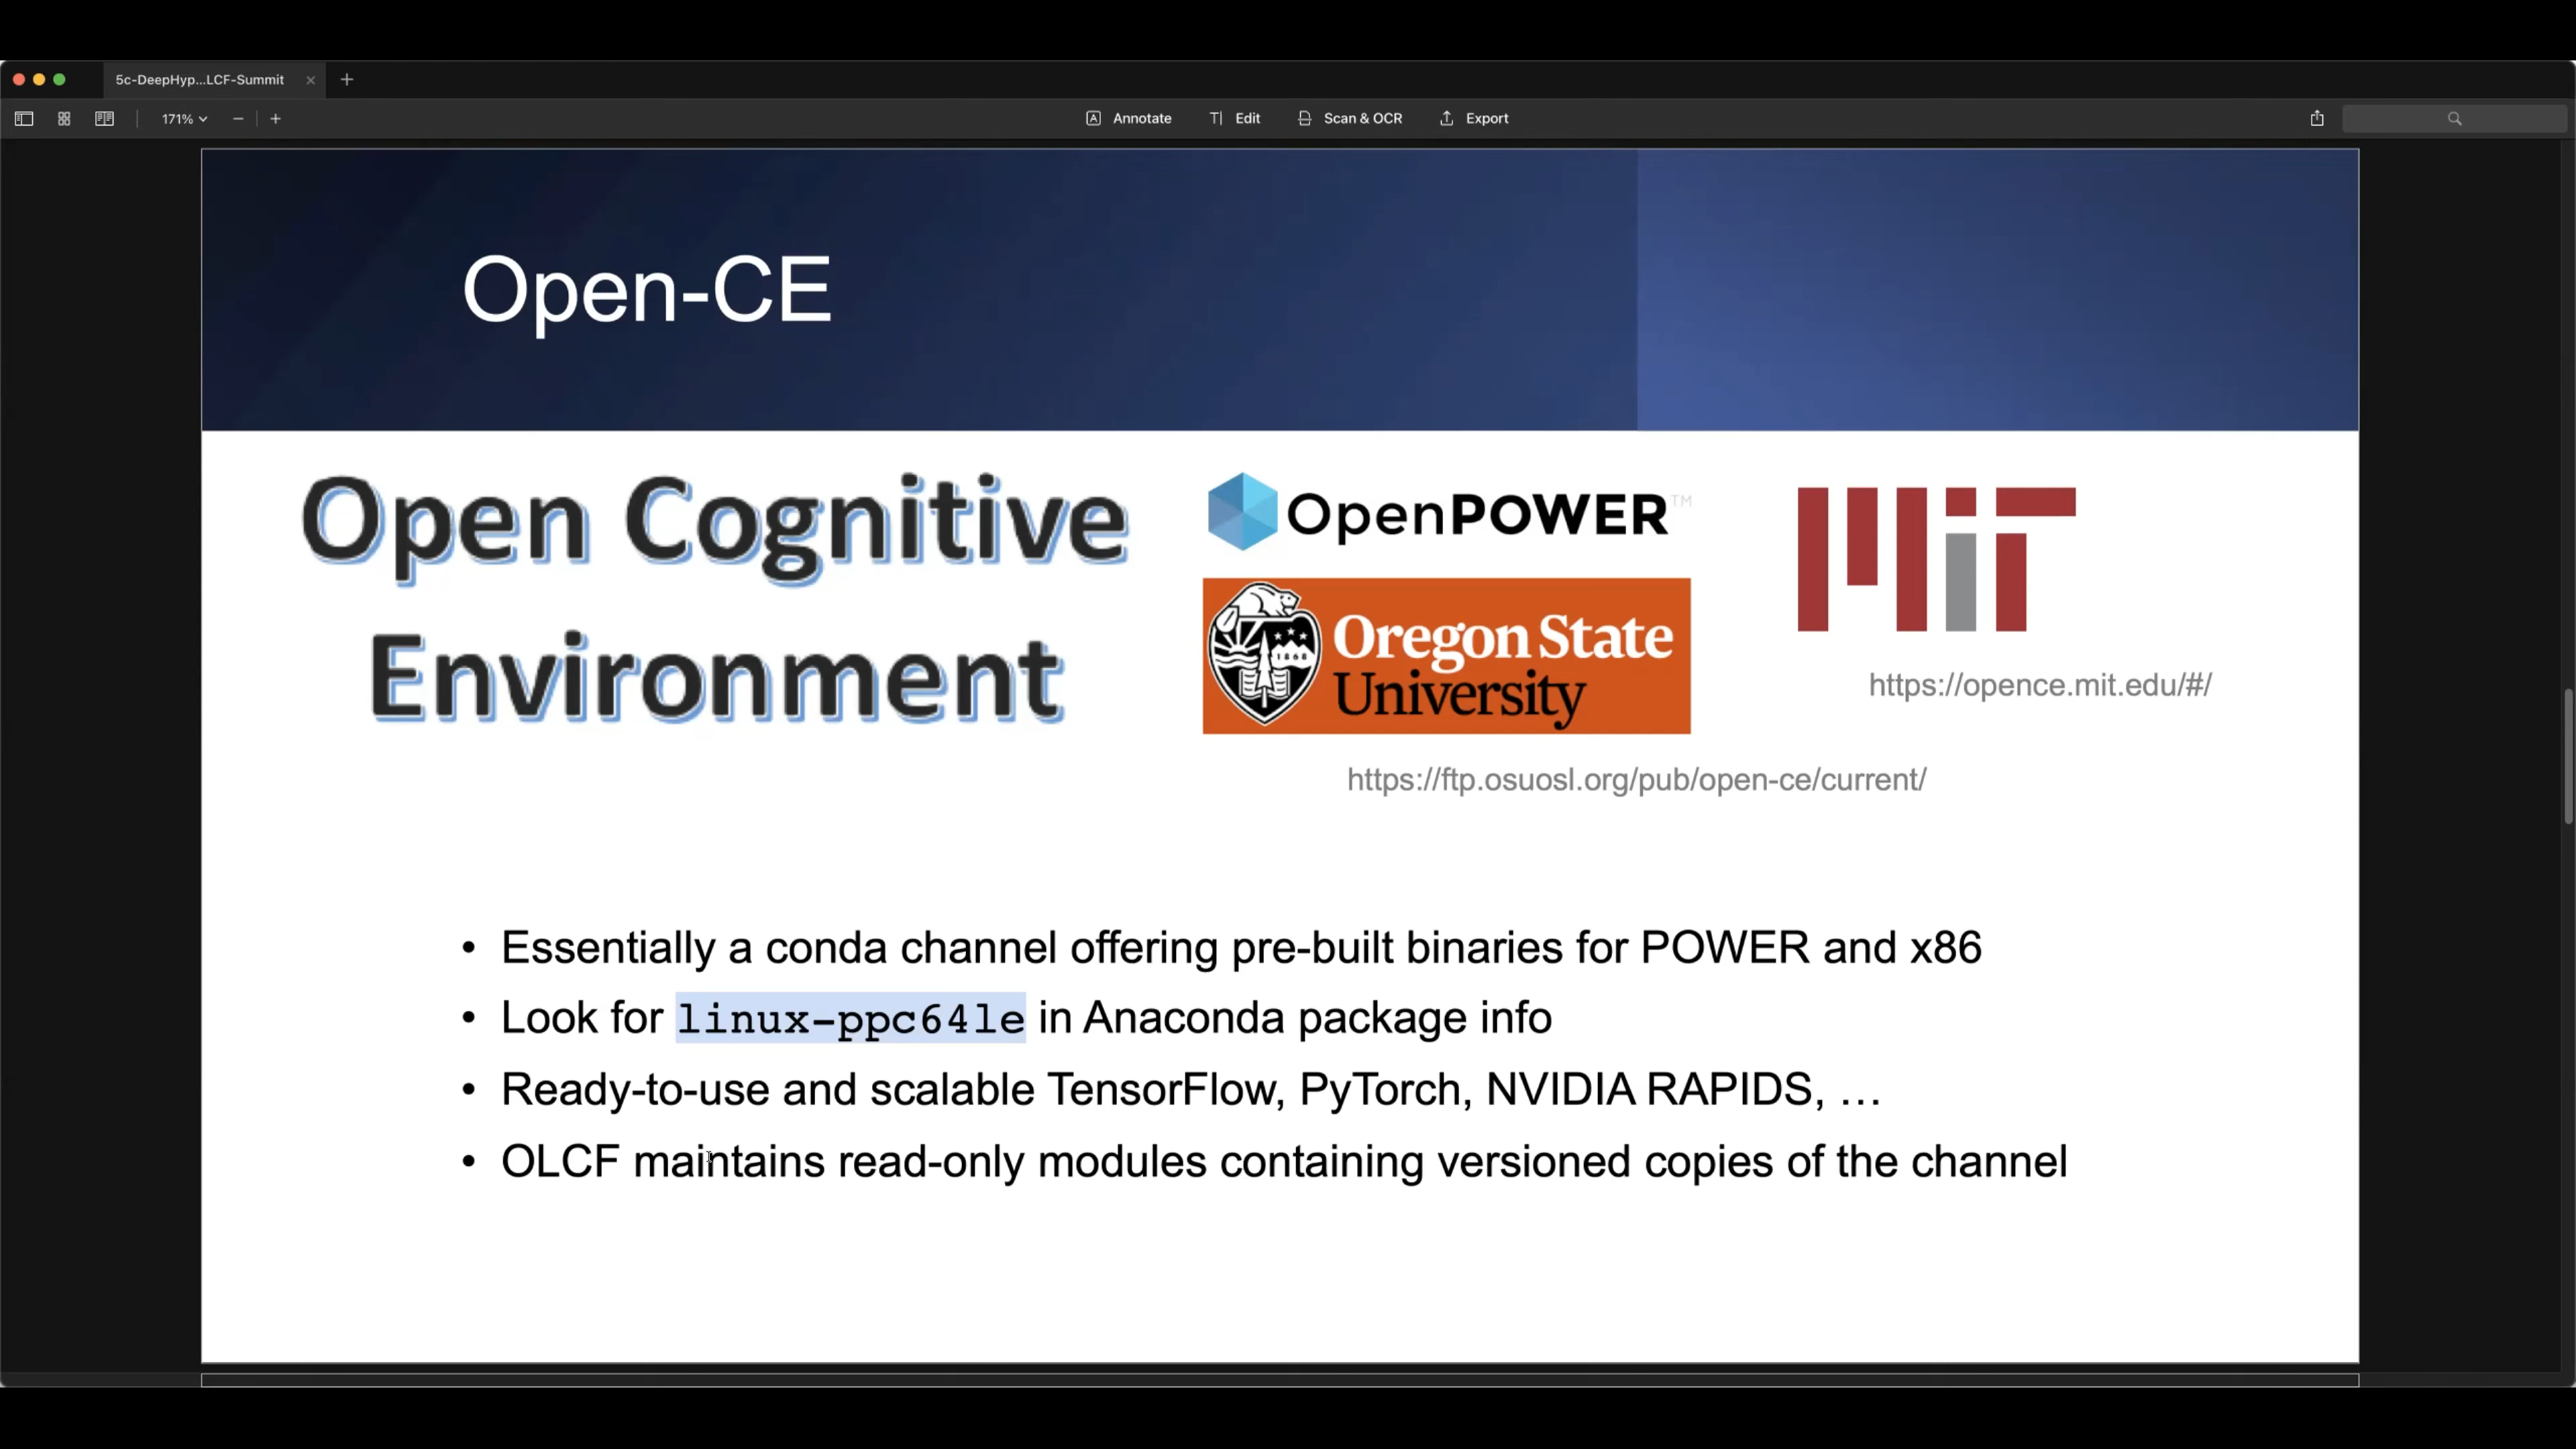 5c-DeepHyp...LCF-Summit
171%
Annotate
Edit
Scan & OCR
Export
Open-CE
Open Cognitive
Environment
OpenPOWER™
MIT
1868
Oregon State
University
https://opence.mit.edu/#/
https://ftp.osuosl.org/pub/open-ce/current/
• Essentially a conda channel offering pre-built binaries for POWER and x86
• Look for linux-ppc64le in Anaconda package info
• Ready-to-use and scalable TensorFlow, PyTorch, NVIDIA RAPIDS, …
• OLCF maintains read-only modules containing versioned copies of the channel